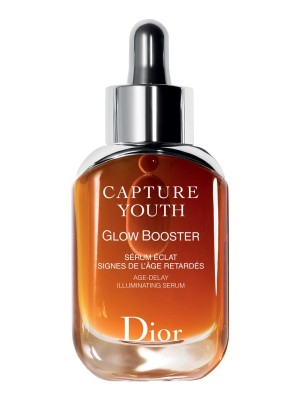 CAPTURE
YOUTH
GLOW BOOSTER
SÉRUM ÉCLAT
SIGNES DE L'ÂGE RETARDÉS
AGE-DELAY
ILLUMINATING SERUM
Dior